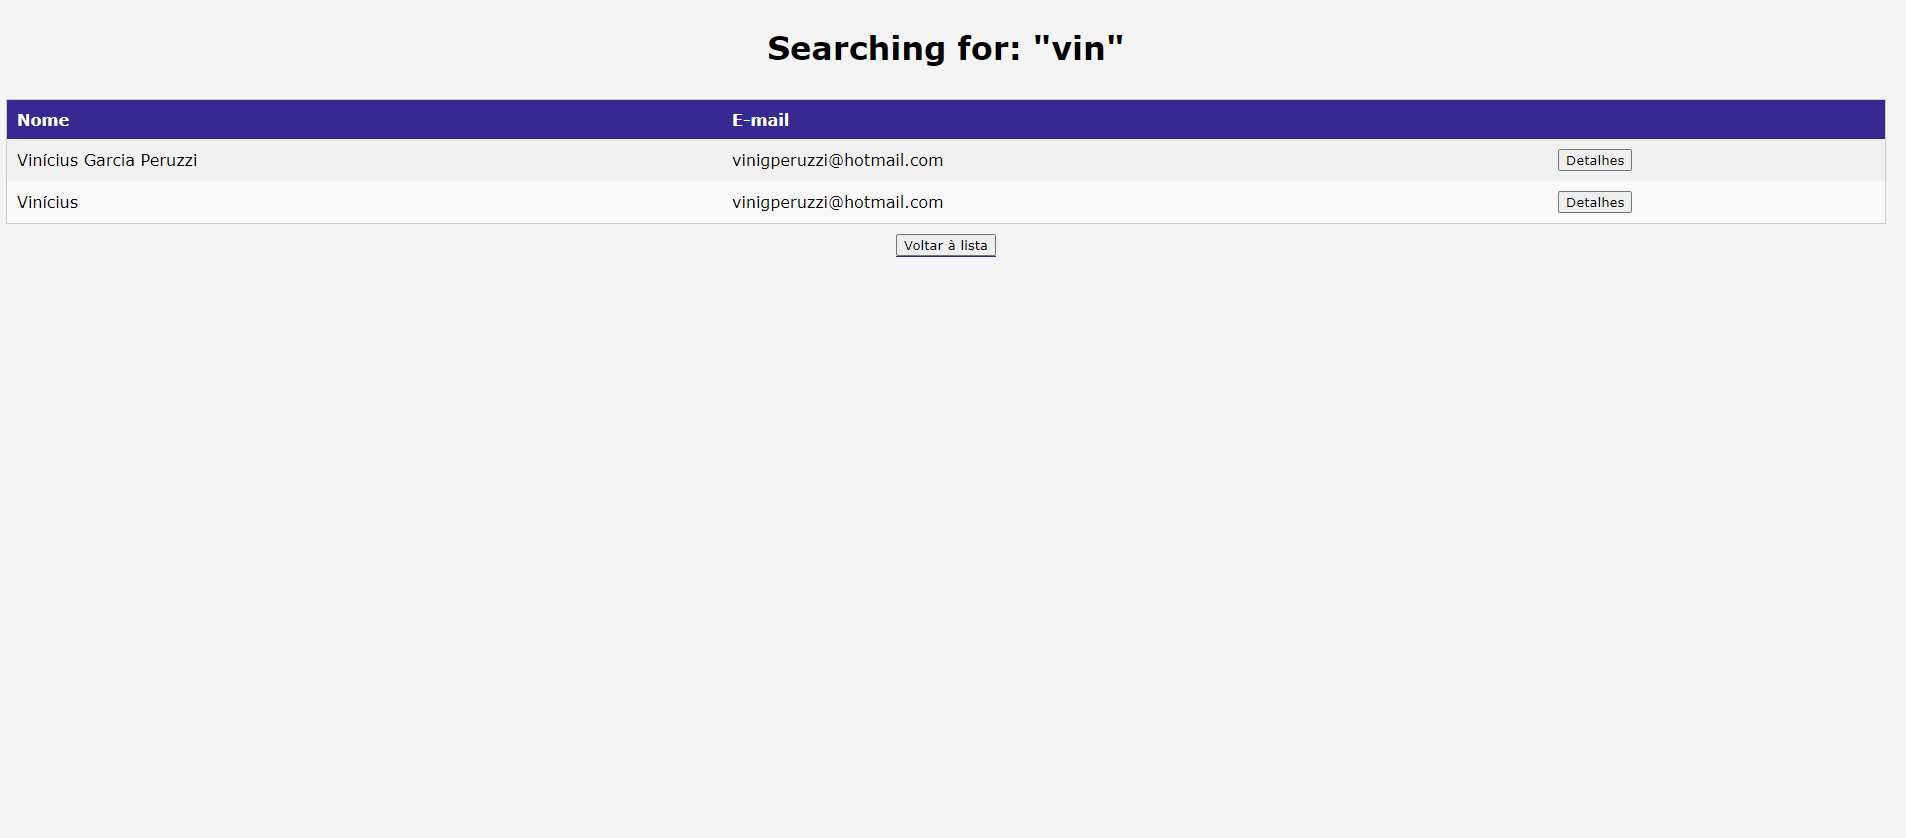 Searching for: "vin"
Nome E-mail
Vinícius Garcia Peruzzi vinigperuzzi@hotmail.com Detalhes
Vinícius vinigperuzzi@hotmail.com Detalhes
Voltar à lista